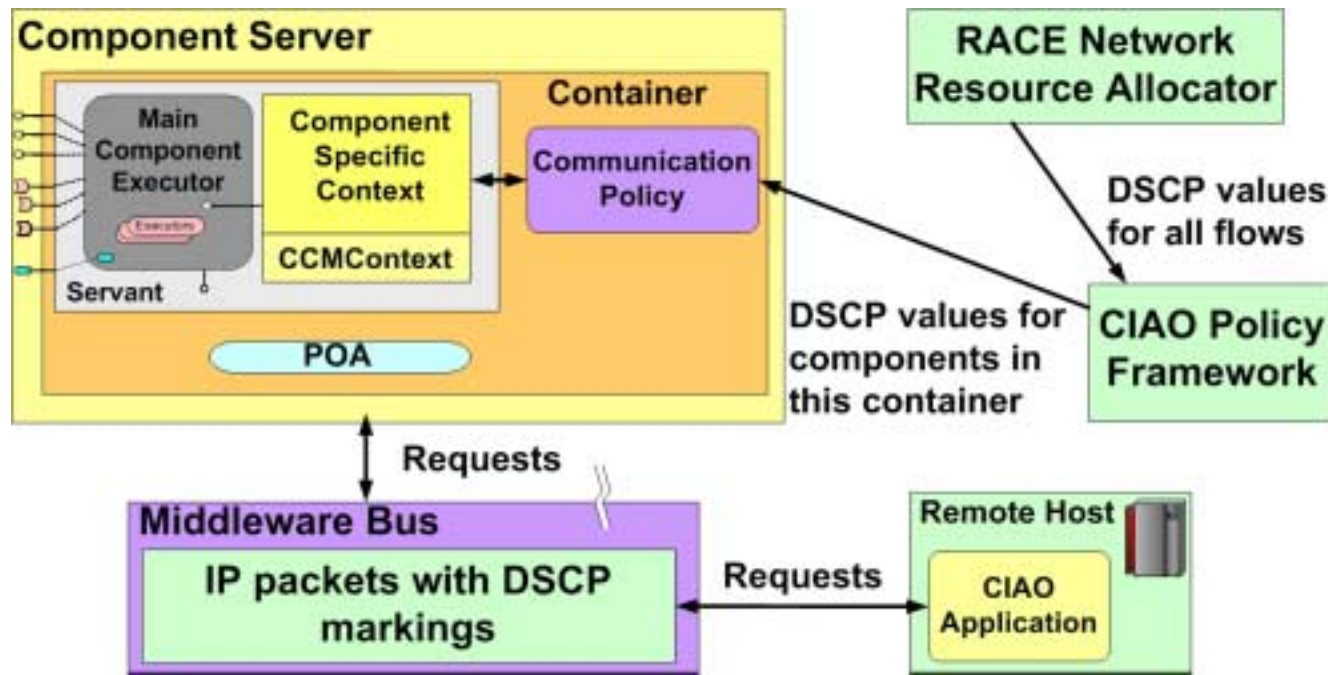 Component Server
Container
Main
Component
Executor
Executors
Servant
Component
Specific
Context
CCMContext
Communication
Policy
POA
RACE Network
Resource Allocator
DSCP values
for all flows
CIAO Policy
Framework
DSCP values for
components in
this container
Requests
Middleware Bus
IP packets with DSCP
markings
Requests
Remote Host
CIAO
Application